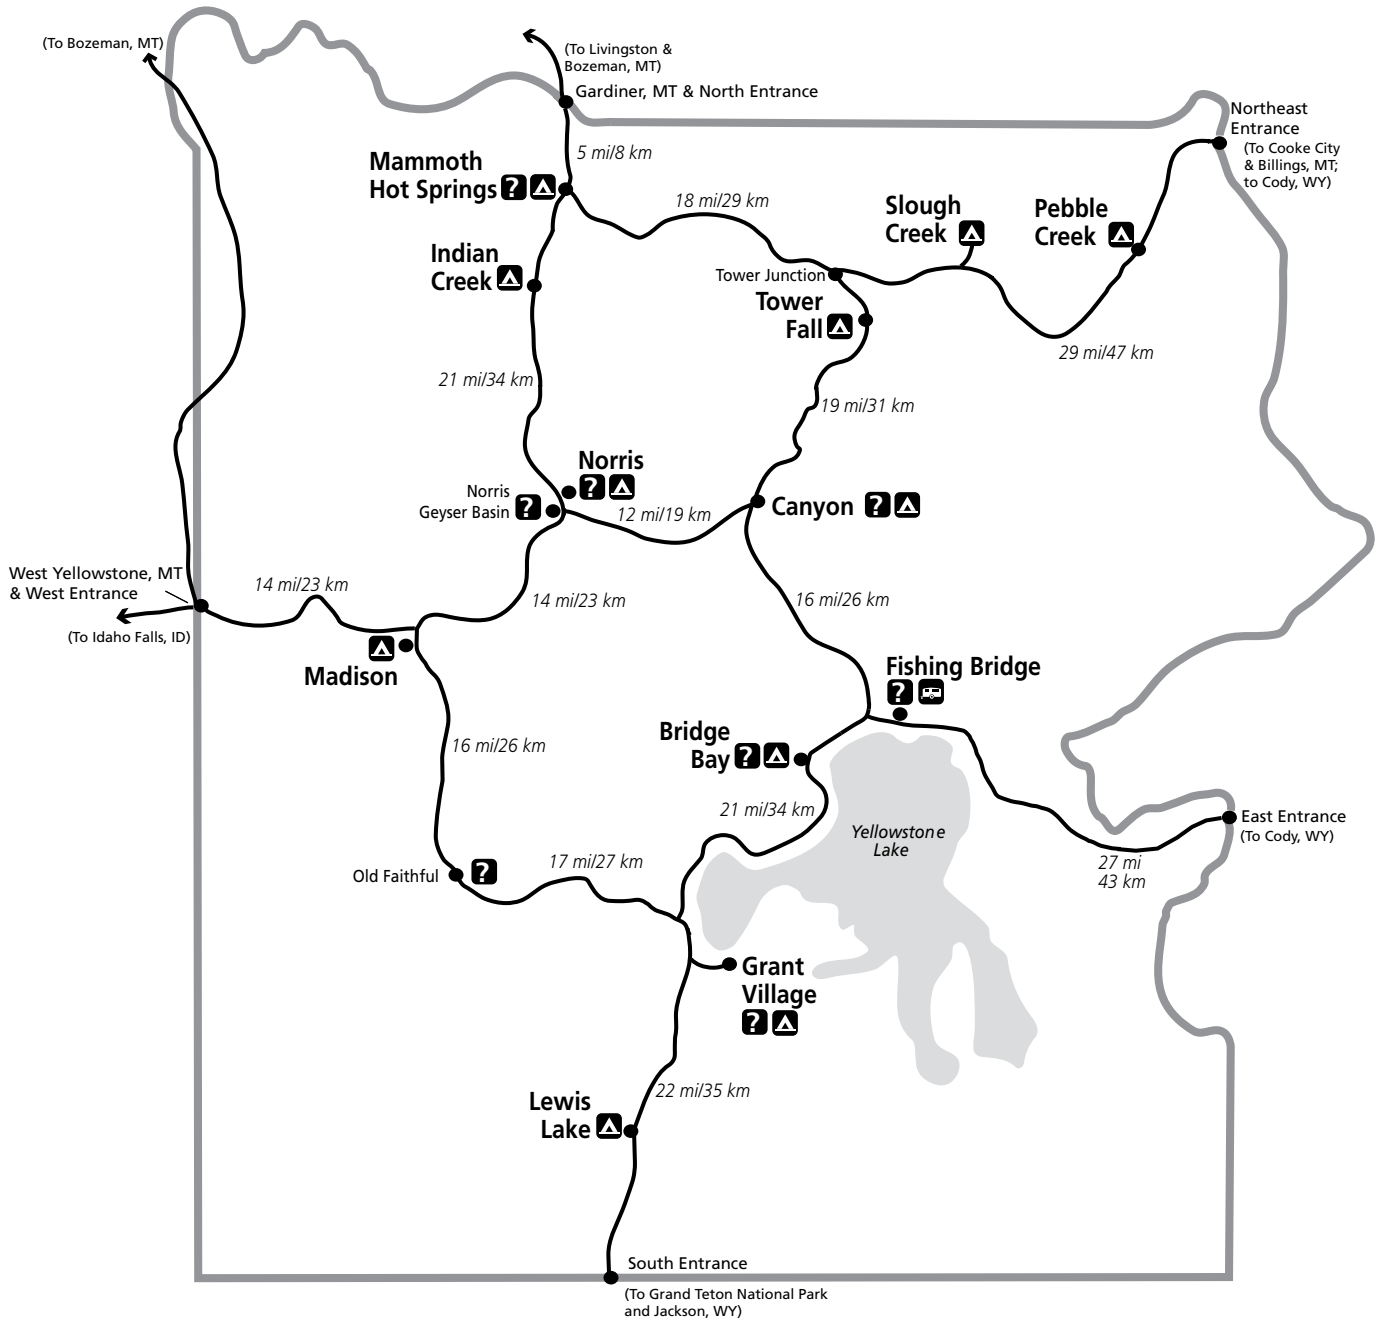 (To Bozeman, MT)
(To Livingston &
Bozeman, MT)
Gardiner, MT & North Entrance
Northeast
Entrance
(To Cooke City
& Billings, MT;
to Cody, WY)
5 mi/8 km
Mammoth
Hot Springs ?
18 mi/29 km
Slough
Creek
Pebble
Creek
Indian
Creek
Tower Junction
Tower
Fall
29 mi/47 km
21 mi/34 km
19 mi/31 km
Norris
?
Norris
Geyser Basin ?
12 mi/19 km
Canyon ?
West Yellowstone, MT
& West Entrance
14 mi/23 km
14 mi/23 km
16 mi/26 km
(To Idaho Falls, ID)
Madison
Fishing Bridge
?
16 mi/26 km
Bridge
Bay ?
21 mi/34 km
Yellowstone
Lake
East Entrance
(To Cody, WY)
27 mi
43 km
Old Faithful ?
17 mi/27 km
Grant
Village
?
22 mi/35 km
Lewis
Lake
South Entrance
(To Grand Teton National Park
and Jackson, WY)